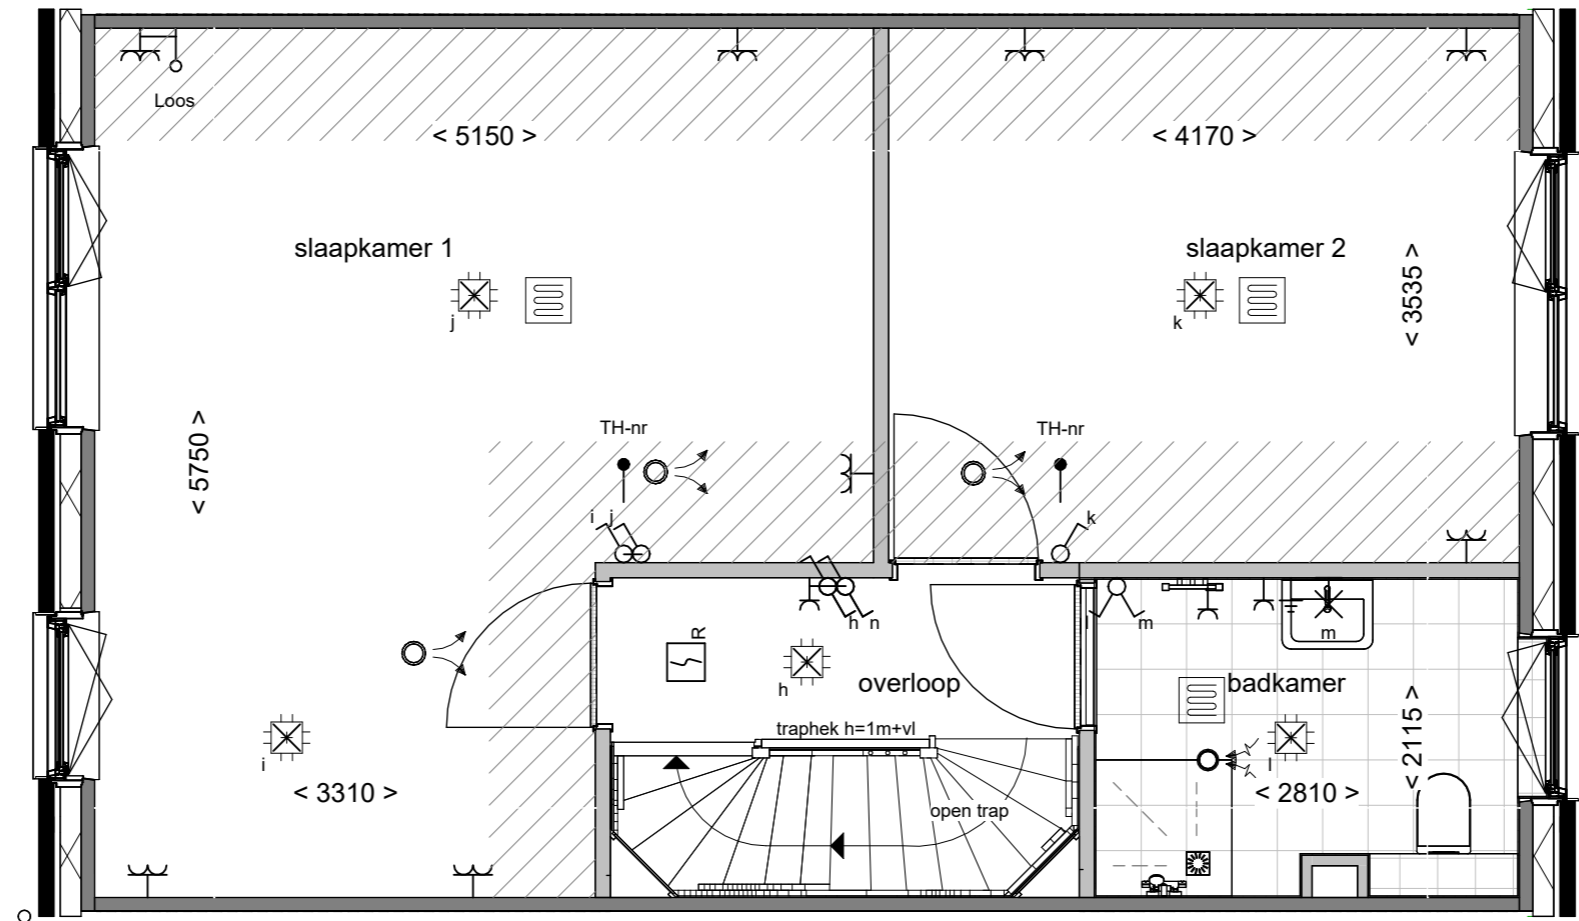 Loos
< 5150 >
< 4170 >
slaapkamer 1
slaapkamer 2
j
k
< 3535 >
< 5750 >
TH-nr
TH-nr
i j
k
h n
l m
m
R
h
overloop
badkamer
traphek h=1m+vl
i
l
< 3310 >
< 2810 >
< 2115 >
open trap